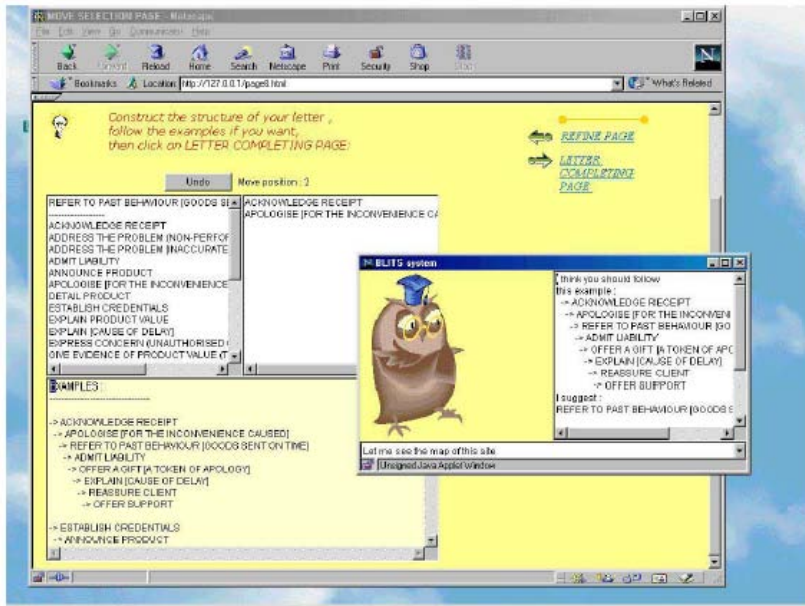 MOVE SELECTION PAGE - Netscape
File Edit View Go Communicator Help
Back Reload Home Search Netscape Print Security Shop Stop
Bookmarks Location: http://127.0.0.1/page8.html What's Related
Construct the structure of your letter ,
follow the examples if you want,
then click on LETTER COMPLETING PAGE:
REFINE PAGE
LETTER
COMPLETING
PAGE
Undo Move position : 2
REFER TO PAST BEHAVIOUR [GOODS SE
--------------------
ACKNOWLEDGE RECEIPT
ADDRESS THE PROBLEM (NON-PERFOR
ADDRESS THE PROBLEM (INACCURATE
ADMIT LIABILITY
ANNOUNCE PRODUCT
APOLOGISE [FOR THE INCONVENIENCE
DETAIL PRODUCT
ESTABLISH CREDENTIALS
EXPLAIN PRODUCT VALUE
EXPLAIN [CAUSE OF DELAY]
EXPRESS CONCERN (UNAUTHORISED
GIVE EVIDENCE OF PRODUCT VALUE (T
ACKNOWLEDGE RECEIPT
APOLOGISE [FOR THE INCONVENIENCE CA
EXAMPLES :
--------------------
-> ACKNOWLEDGE RECEIPT
-> APOLOGISE [FOR THE INCONVENIENCE CAUSED]
-> REFER TO PAST BEHAVIOUR [GOODS SENT ON TIME]
-> ADMIT LIABILITY
-> OFFER A GIFT [A TOKEN OF APOLOGY]
-> EXPLAIN [CAUSE OF DELAY]
-> REASSURE CLIENT
-> OFFER SUPPORT
-> ESTABLISH CREDENTIALS
-> ANNOUNCE PRODUCT
BLITS system
I think you should follow
this example :
-> ACKNOWLEDGE RECEIPT
-> APOLOGISE [FOR THE INCONVENI
-> REFER TO PAST BEHAVIOUR [GO
-> ADMIT LIABILITY
-> OFFER A GIFT [A TOKEN OF APC
-> EXPLAIN [CAUSE OF DELAY]
-> REASSURE CLIENT
-> OFFER SUPPORT
I suggest :
REFER TO PAST BEHAVIOUR [GOODS S
Let me see the map of this site
Unsigned Java Applet Window